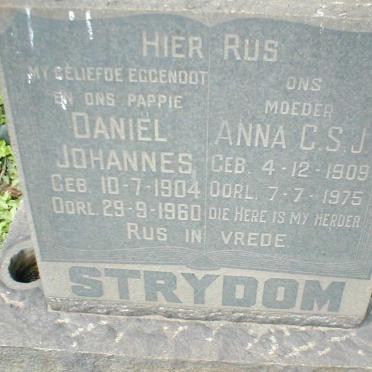 HIER RUS
MY GELIEFDE EGGENOOT
EN ONS PAPPIE
DANIËL
JOHANNES
GEB. 10-7-1904
OORL. 29-9-1960
ONS
MOEDER
ANNA C.S.J.
GEB. 4-12-1909
OORL. 7-7-1975
DIE HERE IS MY HERDER
RUS IN VREDE
STRYDOM